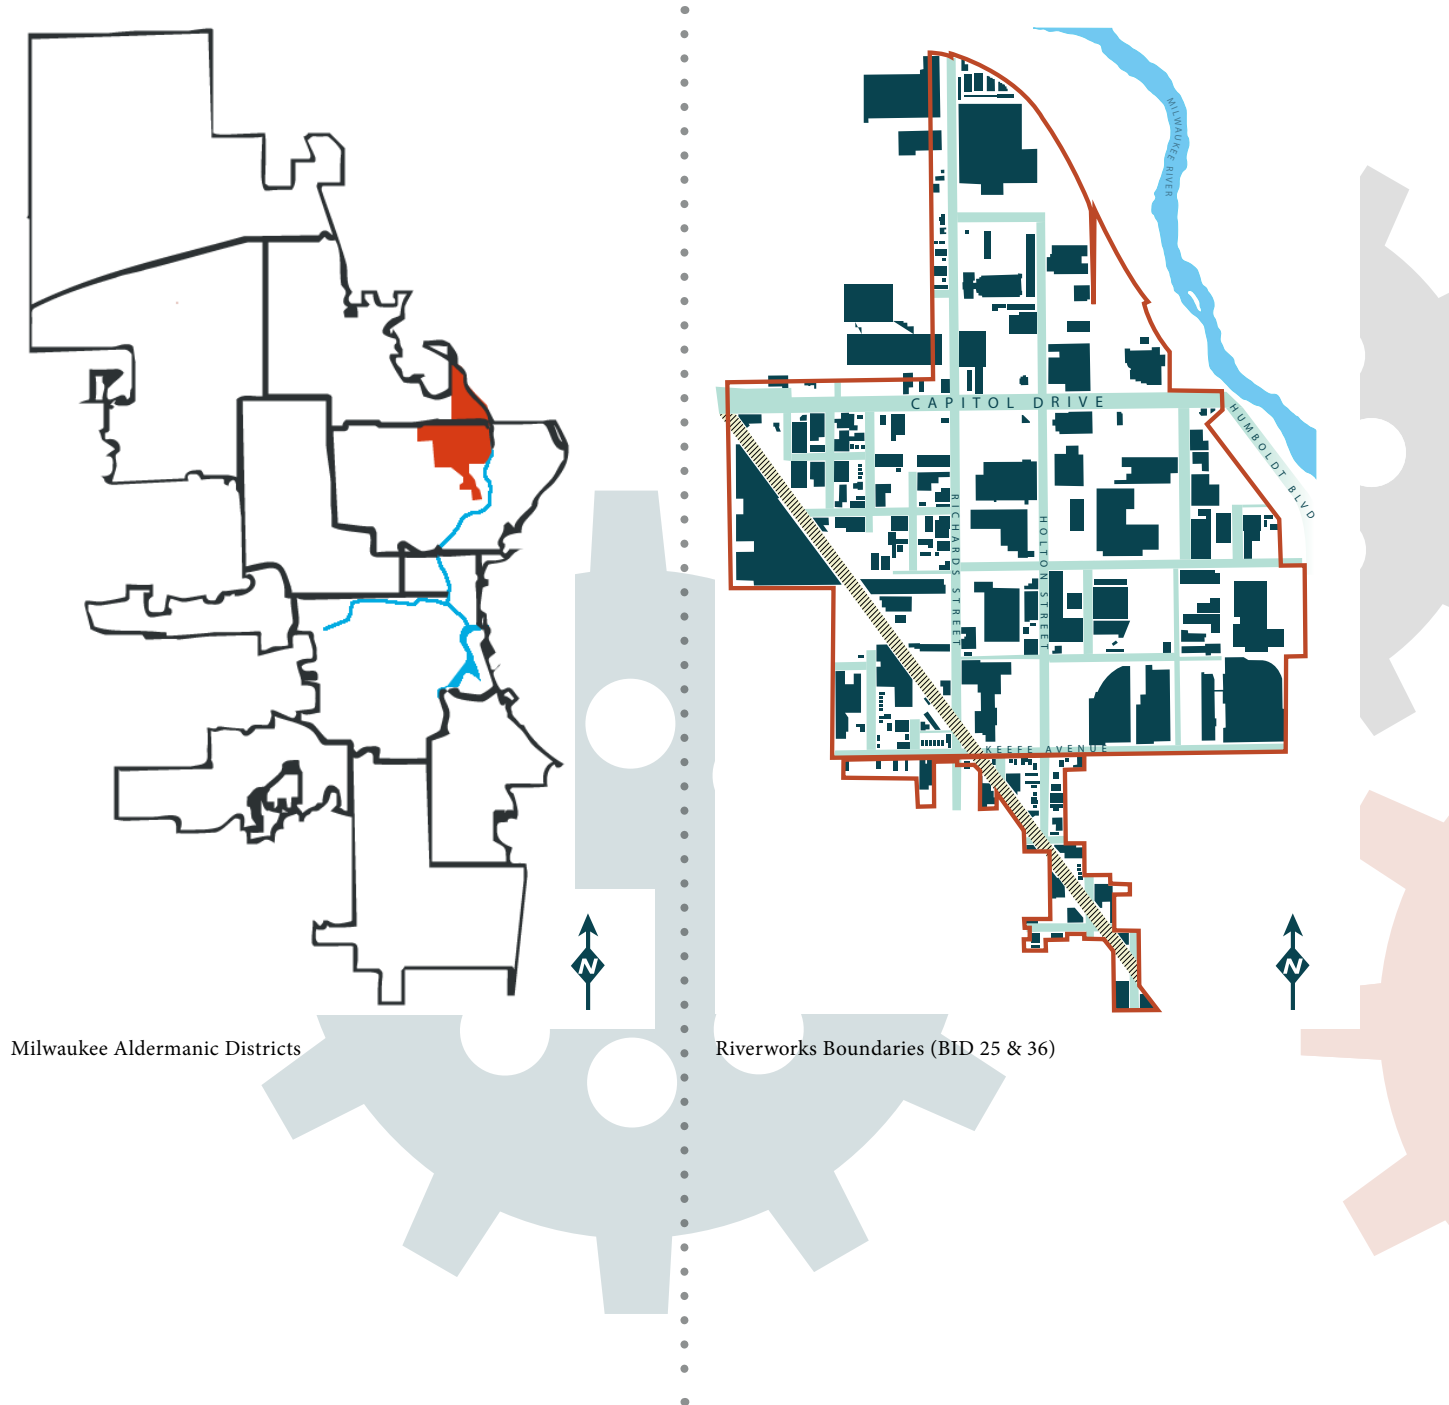 MILWAUKEE RIVER
CAPITOL DRIVE
HUMBOLDT BLVD
RICHARDS STREET
HOLTON STREET
KEEFE AVENUE
N
N
Milwaukee Aldermanic Districts
Riverworks Boundaries (BID 25 & 36)